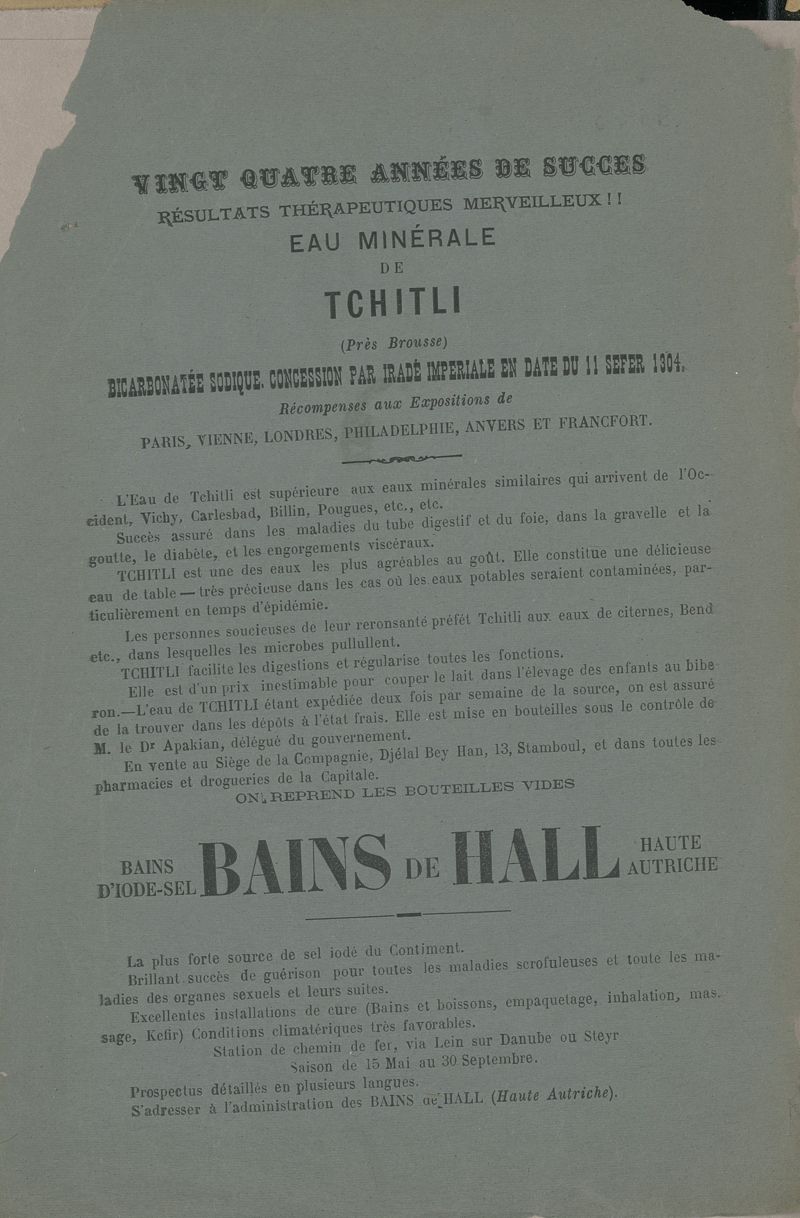 VINGT QUATRE ANNÉES DE SUCCES
RÉSULTATS THÉRAPEUTIQUES MERVEILLEUX!!
EAU MINÉRALE
DE
TCHITLI
(Près Brousse)
BICARBONATÉE SODIQUE. CONCESSION PAR IRADÉ IMPERIALE EN DATE DU 11 SEFER 1304.
Récompenses aux Expositions de
PARIS, VIENNE, LONDRES, PHILADELPHIE, ANVERS ET FRANCFORT.
L'Eau de Tchitli est supérieure aux eaux minérales similaires qui arrivent de l'Oc-
cident, Vichy, Carlesbad, Billin, Pougues, etc., etc.
Succès assuré dans les maladies du tube digestif et du foie, dans la gravelle et la
goutte, le diabète, et les engorgements viscéraux.
TCHITLI est une des eaux les plus agréables au goût. Elle constitue une délicieuse
eau de table — très précieuse dans les cas où les eaux potables seraient contaminées, par-
ticulièrement en temps d'épidémie.
Les personnes soucieuses de leur reronsanté préfét Tchitli aux eaux de citernes, Bend
etc., dans lesquelles les microbes pullullent.
TCHITLI facilite les digestions et régularise toutes les fonctions.
Elle est d'un prix inestimable pour couper le lait dans l'élevage des enfants au bibe
ron.—L'eau de TCHITLI étant expédiée deux fois par semaine de la source, on est assuré
de la trouver dans les dépôts à l'état frais. Elle est mise en bouteilles sous le contrôle de
M. le Dr Apakian, délégué du gouvernement.
En vente au Siège de la Compagnie, Djélal Bey Han, 13, Stamboul, et dans toutes les
pharmacies et drogueries de la Capitale.
ON REPREND LES BOUTEILLES VIDES
BAINS
D'IODE-SEL
BAINS DE HALL
HAUTE
AUTRICHE
La plus forte source de sel iodé du Contiment.
Brillant succès de guérison pour toutes les maladies scrofuleuses et toute les ma-
ladies des organes sexuels et leurs suites.
Excellentes installations de cure (Bains et boissons, empaquetage, inhalation, mas.
sage, Kefir) Conditions climatériques très favorables.
Station de chemin de fer, via Lein sur Danube ou Steyr
Saison de 15 Mai au 30 Septembre.
Prospectus détaillés en plusieurs langues.
S'adresser à l'administration des BAINS de HALL (Haute Autriche).